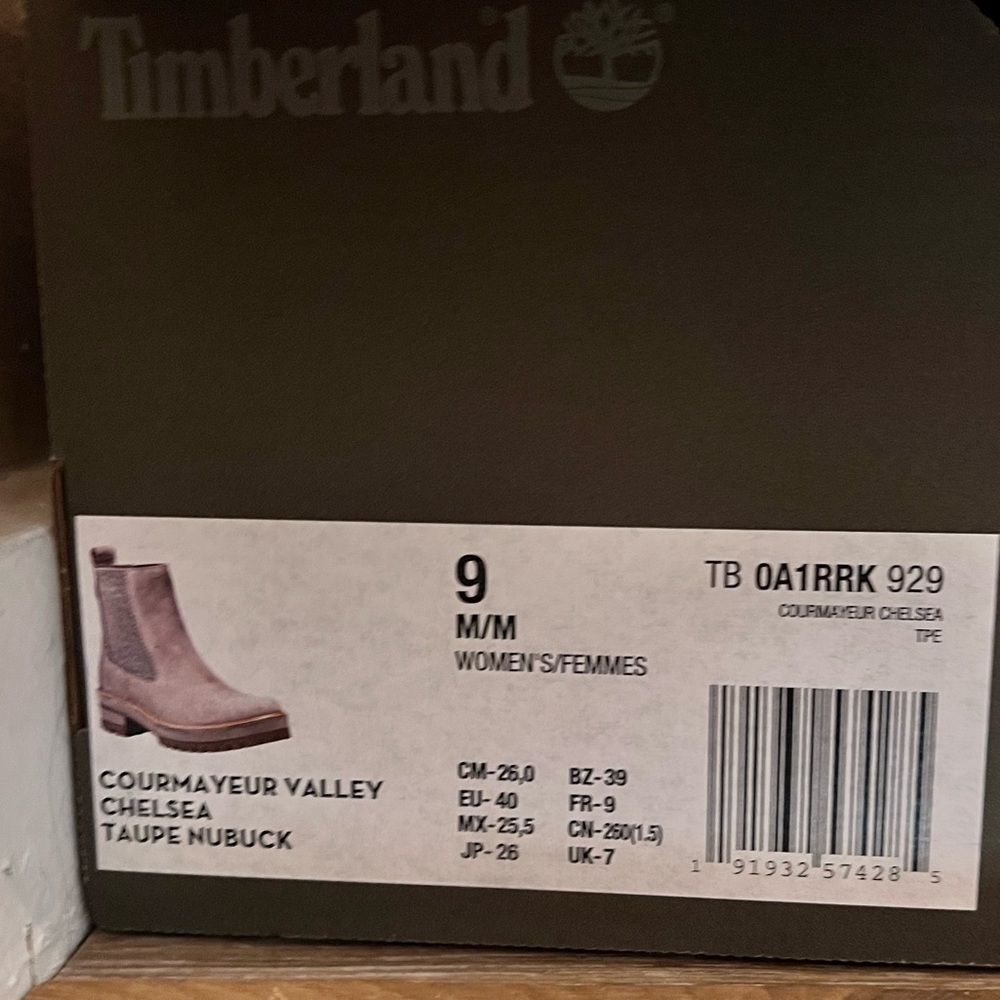 Timberland
9
M/M
WOMEN'S/FEMMES
TB 0A1RRK 929
COURMAYEUR CHELSEA
TPE
COURMAYEUR VALLEY
CHELSEA
TAUPE NUBUCK
CM-26,0 BZ-39
EU-40 FR-9
MX-25,5 CN-260(1.5)
JP-26 UK-7
1 91932 57428 5